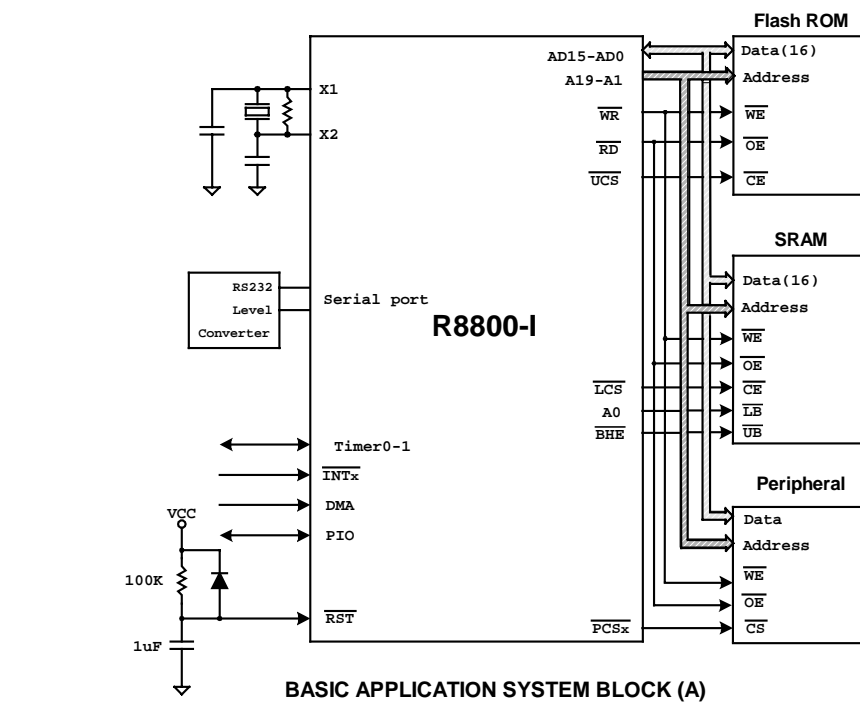 Flash ROM
AD15-AD0
Data(16)
A19-A1
Address
X1
WR
WE
X2
RD
OE
UCS
CE
SRAM
Data(16)
RS232
Level
Converter
Serial port
R8800-I
Address
WE
OE
LCS
CE
A0
LB
BHE
UB
Timer0-1
INTx
DMA
PIO
VCC
100K
1uF
RST
Peripheral
Data
Address
WE
OE
PCSx
CS
BASIC APPLICATION SYSTEM BLOCK (A)